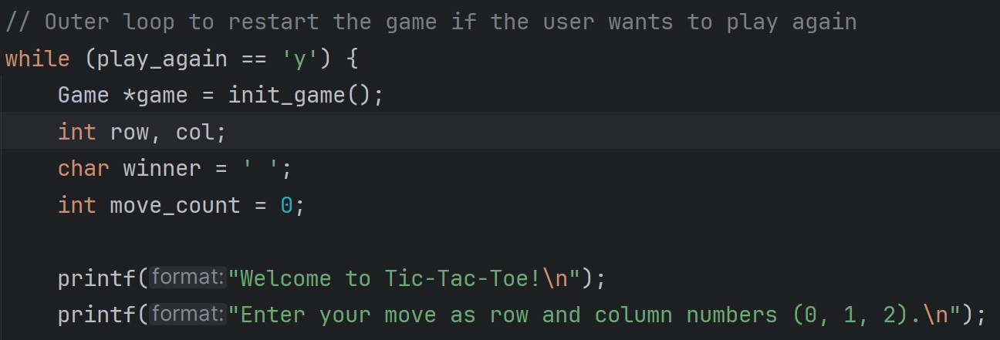 // Outer loop to restart the game if the user wants to play again
while (play_again == 'y') {
    Game *game = init_game();
    int row, col;
    char winner = ' ';
    int move_count = 0;

    printf(format: "Welcome to Tic-Tac-Toe!\n");
    printf(format: "Enter your move as row and column numbers (0, 1, 2).\n");